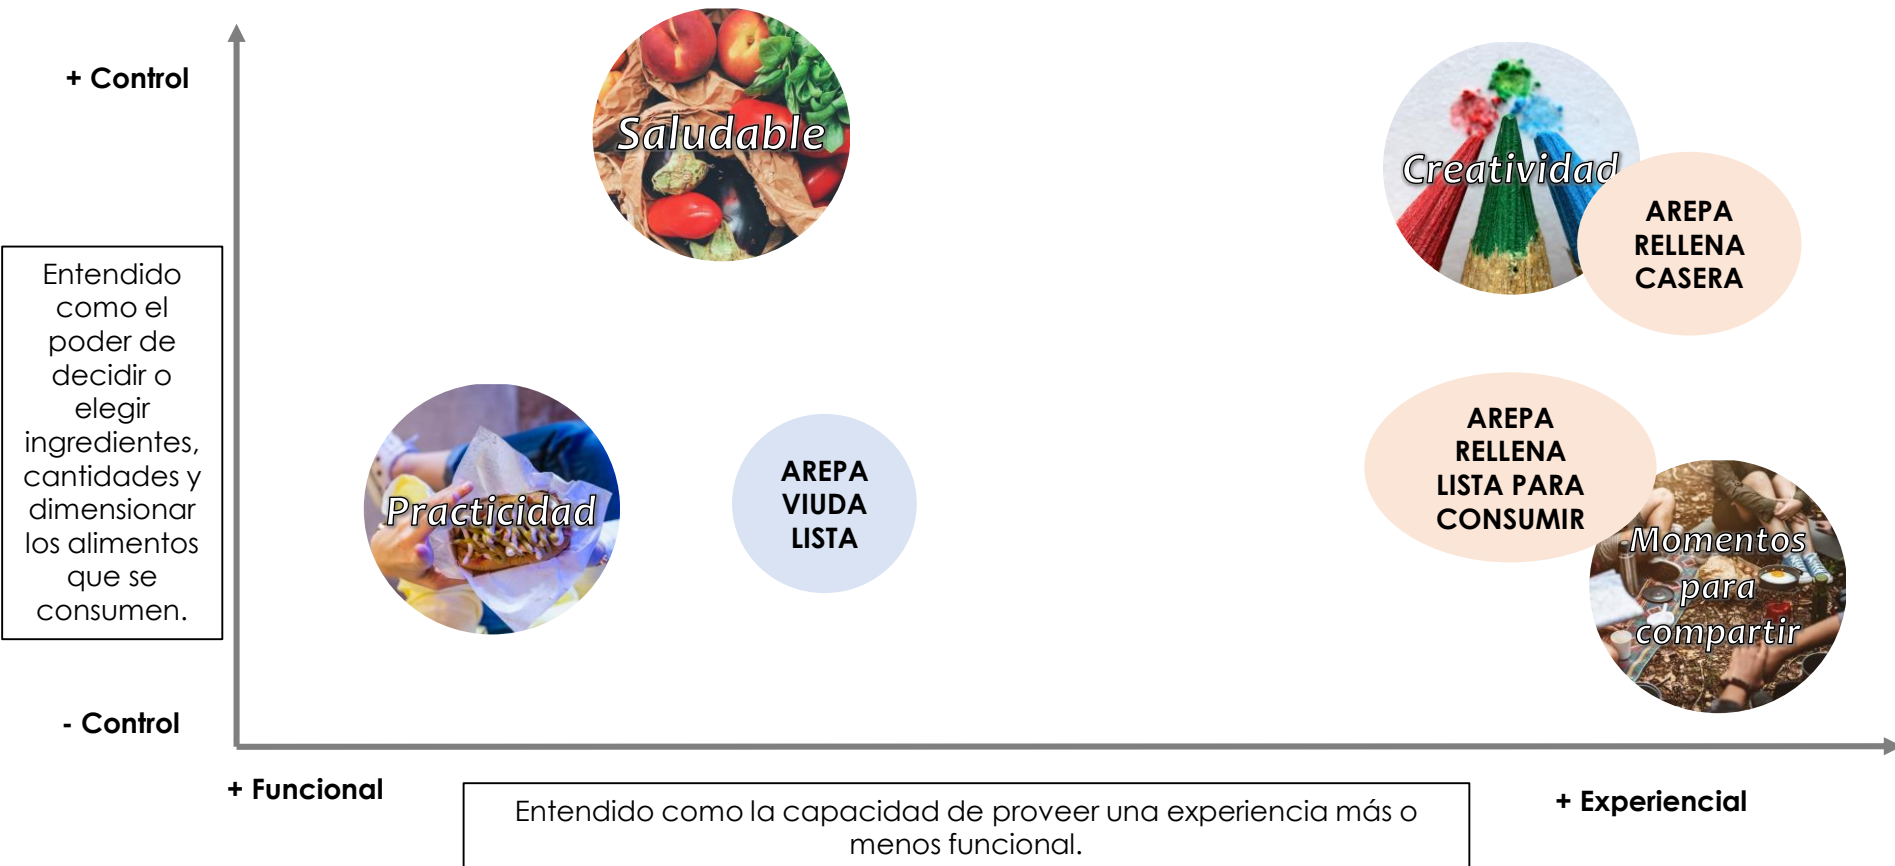 + Control
Saludable
Creatividad
AREPA
RELLENA
CASERA
Entendido
como el
poder de
decidir o
elegir
ingredientes,
cantidades y
dimensionar
los alimentos
que se
consumen.
Practicidad
AREPA
VIUDA
LISTA
AREPA
RELLENA
LISTA PARA
CONSUMIR
Momentos
para
compartir
- Control
+ Funcional
Entendido como la capacidad de proveer una experiencia más o
menos funcional.
+ Experiencial